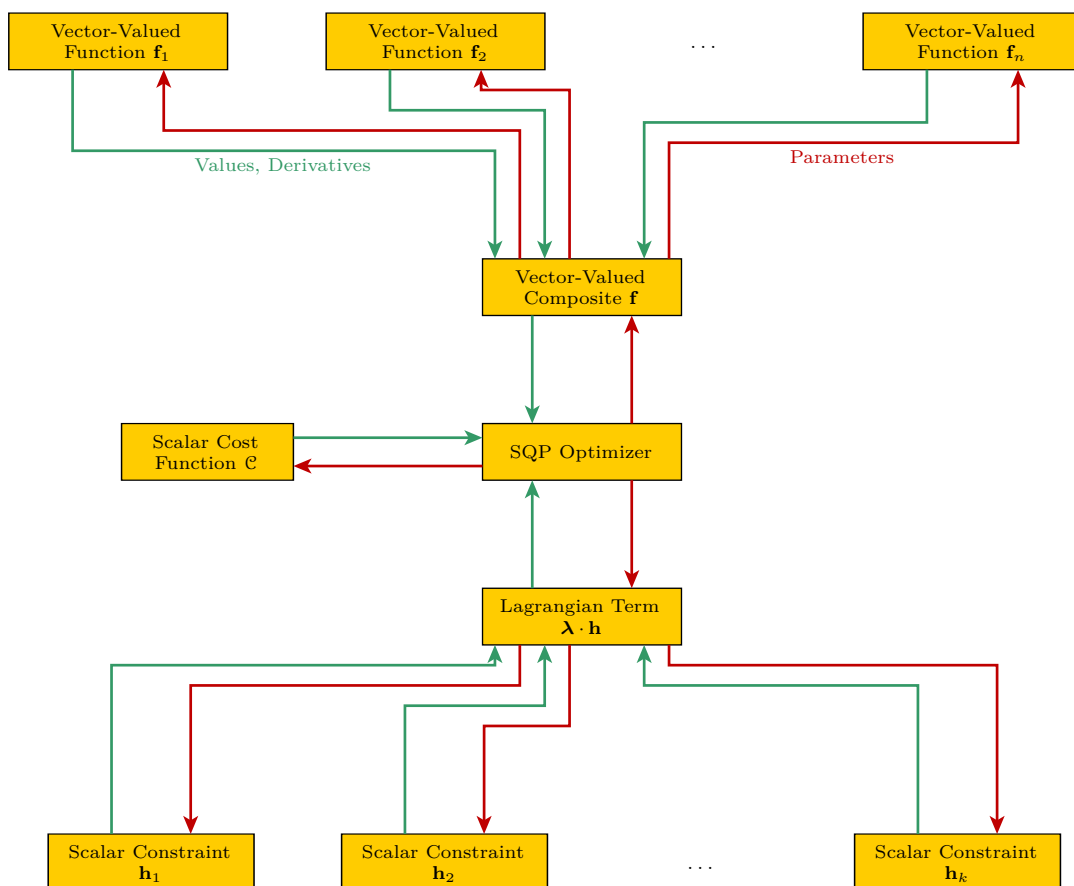 Vector-Valued
Function f₁
Vector-Valued
Function f₂
...
Vector-Valued
Function fₙ
Values, Derivatives
Parameters
Vector-Valued
Composite f
Scalar Cost
Function 𝒞
SQP Optimizer
Lagrangian Term
λ · h
Scalar Constraint
h₁
Scalar Constraint
h₂
...
Scalar Constraint
hₖ